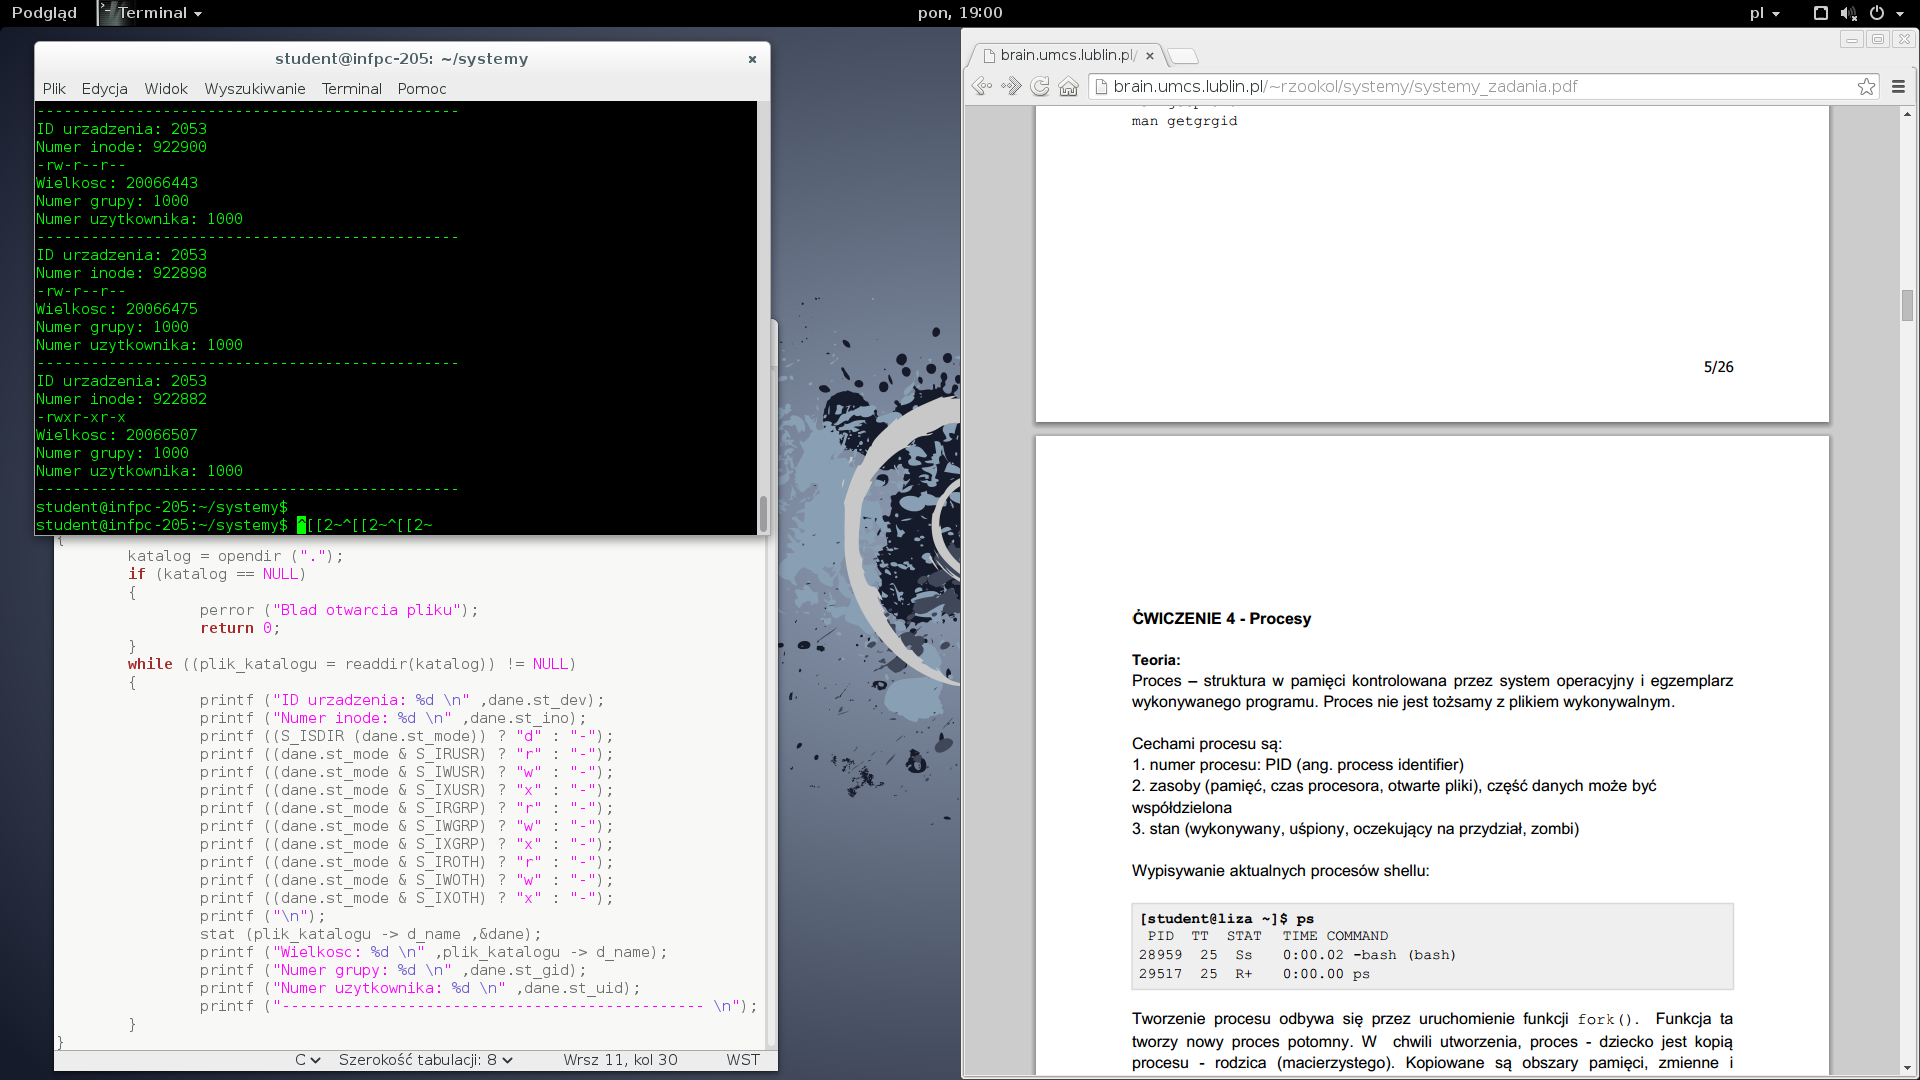 Podgląd
Terminal
pon, 19:00
pl
student@infpc-205: ~/systemy
Plik Edycja Widok Wyszukiwanie Terminal Pomoc
-----------------------------------------------
ID urzadzenia: 2053
Numer inode: 922900
-rw-r--r--
Wielkosc: 20066443
Numer grupy: 1000
Numer uzytkownika: 1000
-----------------------------------------------
ID urzadzenia: 2053
Numer inode: 922898
-rw-r--r--
Wielkosc: 20066475
Numer grupy: 1000
Numer uzytkownika: 1000
-----------------------------------------------
ID urzadzenia: 2053
Numer inode: 922882
-rwxr-xr-x
Wielkosc: 20066507
Numer grupy: 1000
Numer uzytkownika: 1000
-----------------------------------------------
student@infpc-205:~/systemy$
student@infpc-205:~/systemy$ ^[[2~^[[2~^[[2~
{
katalog = opendir (".");
if (katalog == NULL)
{
perror ("Blad otwarcia pliku");
return 0;
}
while ((plik_katalogu = readdir(katalog)) != NULL)
{
printf ("ID urzadzenia: %d \n" ,dane.st_dev);
printf ("Numer inode: %d \n" ,dane.st_ino);
printf ((S_ISDIR (dane.st_mode)) ? "d" : "-");
printf ((dane.st_mode & S_IRUSR) ? "r" : "-");
printf ((dane.st_mode & S_IWUSR) ? "w" : "-");
printf ((dane.st_mode & S_IXUSR) ? "x" : "-");
printf ((dane.st_mode & S_IRGRP) ? "r" : "-");
printf ((dane.st_mode & S_IWGRP) ? "w" : "-");
printf ((dane.st_mode & S_IXGRP) ? "x" : "-");
printf ((dane.st_mode & S_IROTH) ? "r" : "-");
printf ((dane.st_mode & S_IWOTH) ? "w" : "-");
printf ((dane.st_mode & S_IXOTH) ? "x" : "-");
printf ("\n");
stat (plik_katalogu -> d_name ,&dane);
printf ("Wielkosc: %d \n" ,plik_katalogu -> d_name);
printf ("Numer grupy: %d \n" ,dane.st_gid);
printf ("Numer uzytkownika: %d \n" ,dane.st_uid);
printf ("----------------------------------------------- \n");
}
}
C Szerokość tabulacji: 8 Wrsz 11, kol 30 WST
brain.umcs.lublin.pl/
brain.umcs.lublin.pl/~rzookol/systemy/systemy_zadania.pdf
man getgrgid
5/26
ĆWICZENIE 4 - Procesy
Teoria:
Proces – struktura w pamięci kontrolowana przez system operacyjny i egzemplarz
wykonywanego programu. Proces nie jest tożsamy z plikiem wykonywalnym.
Cechami procesu są:
1. numer procesu: PID (ang. process identifier)
2. zasoby (pamięć, czas procesora, otwarte pliki), część danych może być
współdzielona
3. stan (wykonywany, uśpiony, oczekujący na przydział, zombi)
Wypisywanie aktualnych procesów shellu:
[student@liza ~]$ ps
PID TT STAT TIME COMMAND
28959 25 Ss 0:00.02 -bash (bash)
29517 25 R+ 0:00.00 ps
Tworzenie procesu odbywa się przez uruchomienie funkcji fork(). Funkcja ta
tworzy nowy proces potomny. W chwili utworzenia, proces - dziecko jest kopią
procesu - rodzica (macierzystego). Kopiowane są obszary pamięci, zmienne i